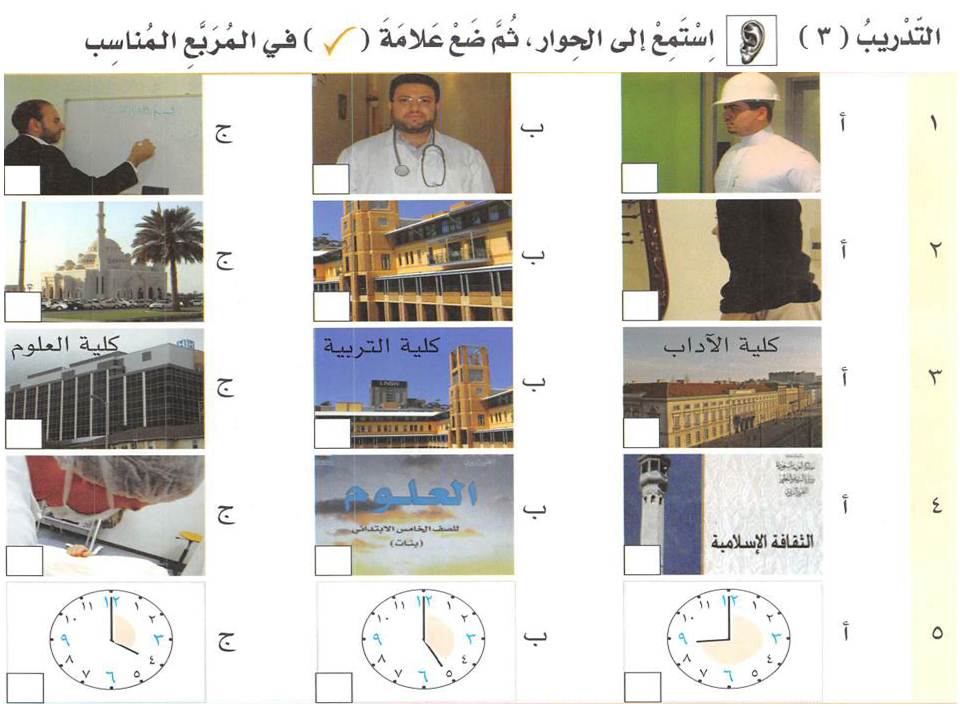 التَّدْرِيبُ ( ٣ ) اِسْتَمِعْ إلى الحِوار، ثُمَّ ضَعْ عَلامَةَ ( ✓ ) في المُرَبَّعِ المُناسِب
١ أ ب ج
٢ أ ب ج
٣ أ كلية الآداب ب كلية التربية ج كلية العلوم
٤ أ الثقافة الإسلامية ب العلوم ج
للصف الخامس الابتدائى
(بنات)
٥ أ ب ج
١٢ ١ ٢ ٣ ٤ ٥ ٦ ٧ ٨ ٩ ١٠ ١١
١٢ ١ ٢ ٣ ٤ ٥ ٦ ٧ ٨ ٩ ١٠ ١١
١٢ ١ ٢ ٣ ٤ ٥ ٦ ٧ ٨ ٩ ١٠ ١١